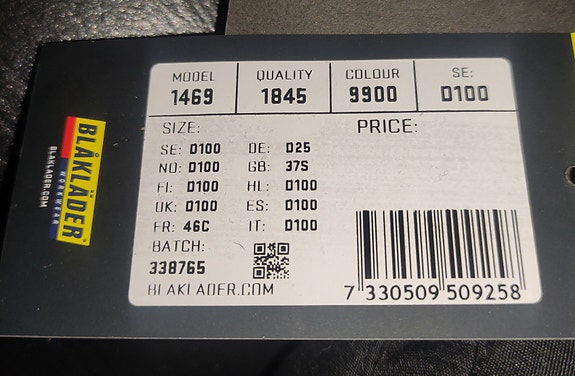 BLÅKLÄDER®
WORKWEAR
BLAKLADER.COM
MODEL QUALITY COLOUR SE:
1469 1845 9900 D100
SIZE: PRICE:
SE: D100 DE: D25
NO: D100 GB: 37S
FI: D100 HL: D100
UK: D100 ES: D100
FR: 46C IT: D100
BATCH:
338765
BLAKLADER.COM
7 330509 509258